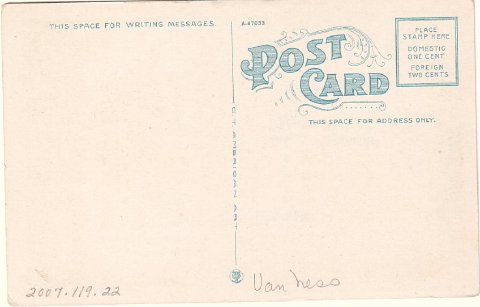 THIS SPACE FOR WRITING MESSAGES.
A-47033
POST CARD
PLACE
STAMP HERE
DOMESTIC
ONE CENT
FOREIGN
TWO CENTS
THIS SPACE FOR ADDRESS ONLY.
2007.119.22
Van Ness